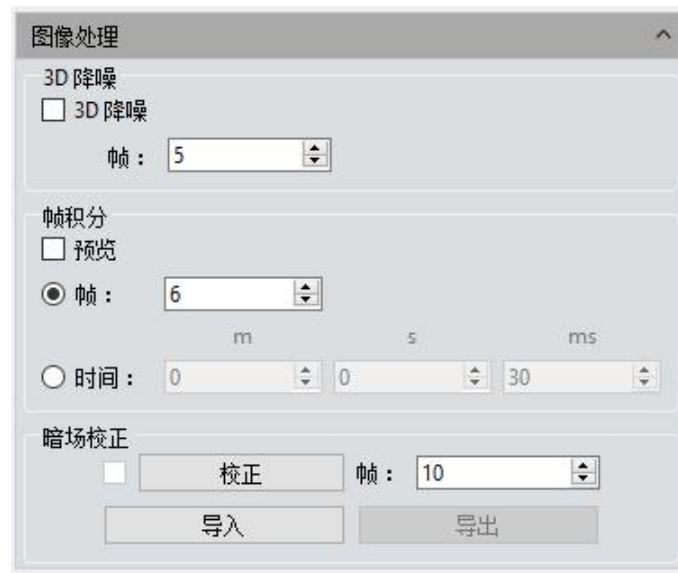 图像处理
3D 降噪
3D 降噪
帧： 5
帧积分
预览
帧： 6
m s ms
时间： 0 0 30
暗场校正
校正 帧： 10
导入 导出